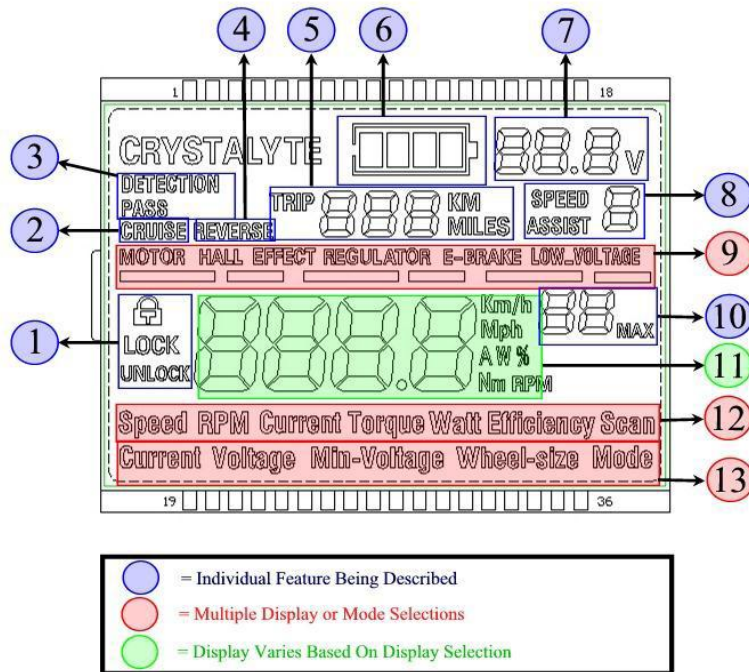 4 5 6 7
1 18
CRYSTALYTE 88.8 V
3 DETECTION TRIP 888 KM SPEED 8 8
PASS MILES ASSIST
2 CRUISE REVERSE
MOTOR HALL EFFECT REGULATOR E-BRAKE LOW_VOLTAGE 9
888.8 Km/h 88 MAX 10
Mph
1 LOCK A W % 11
UNLOCK Nm RPM
Speed RPM Current Torque Watt Efficiency Scan 12
Current Voltage Min-Voltage Wheel-size Mode 13
19 36
= Individual Feature Being Described
= Multiple Display or Mode Selections
= Display Varies Based On Display Selection